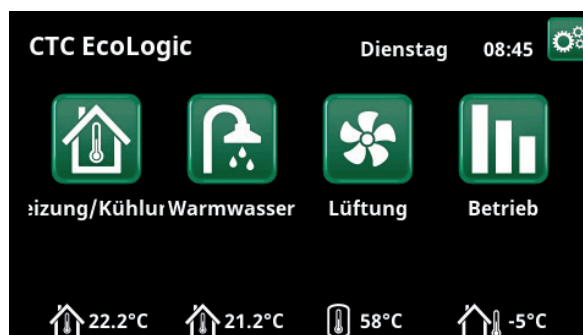 CTC EcoLogic Dienstag 08:45
eizung/Kühlur Warmwasser Lüftung Betrieb
22.2°C 21.2°C 58°C -5°C